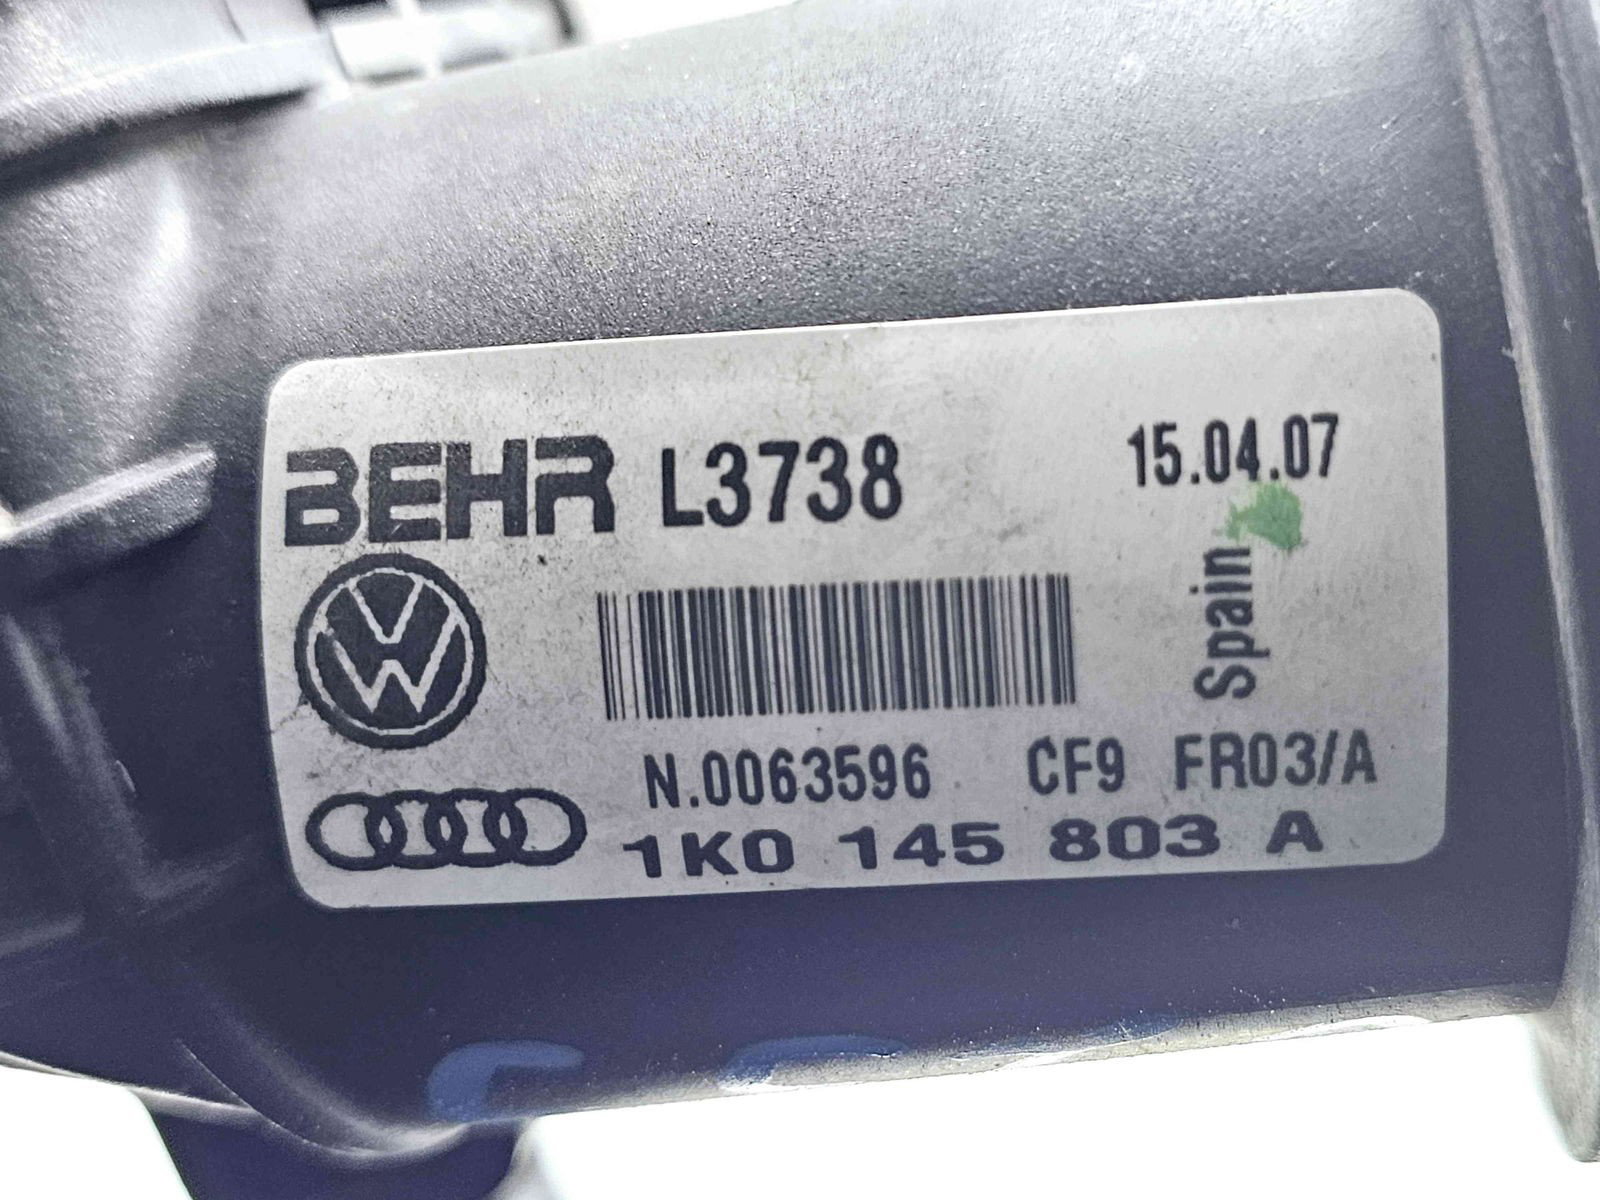 BEHR L3738 15.04.07
Spain
N.0063596 CF9 FR03/A
1K0 145 803 A